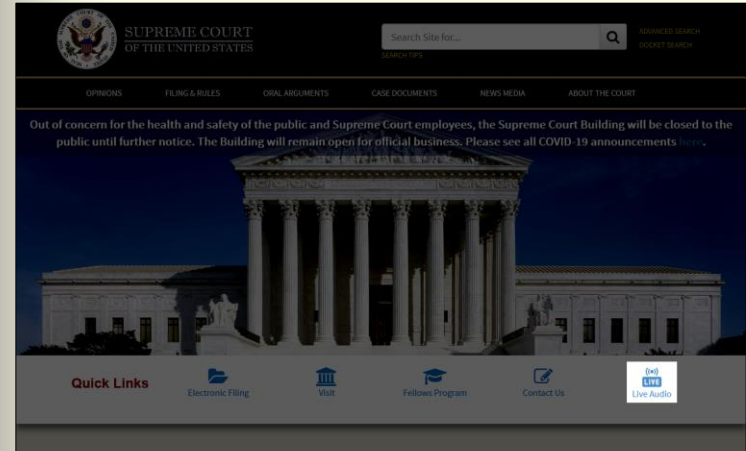 SUPREME COURT
OF THE UNITED STATES
Search Site for...
SEARCH TIPS
ADVANCED SEARCH
DOCKET SEARCH
OPINIONS FILING & RULES ORAL ARGUMENTS CASE DOCUMENTS NEWS MEDIA ABOUT THE COURT
Out of concern for the health and safety of the public and Supreme Court employees, the Supreme Court Building will be closed to the
public until further notice. The Building will remain open for official business. Please see all COVID-19 announcements here.
Quick Links
Electronic Filing
Visit
Fellows Program
Contact Us
LIVE
Live Audio